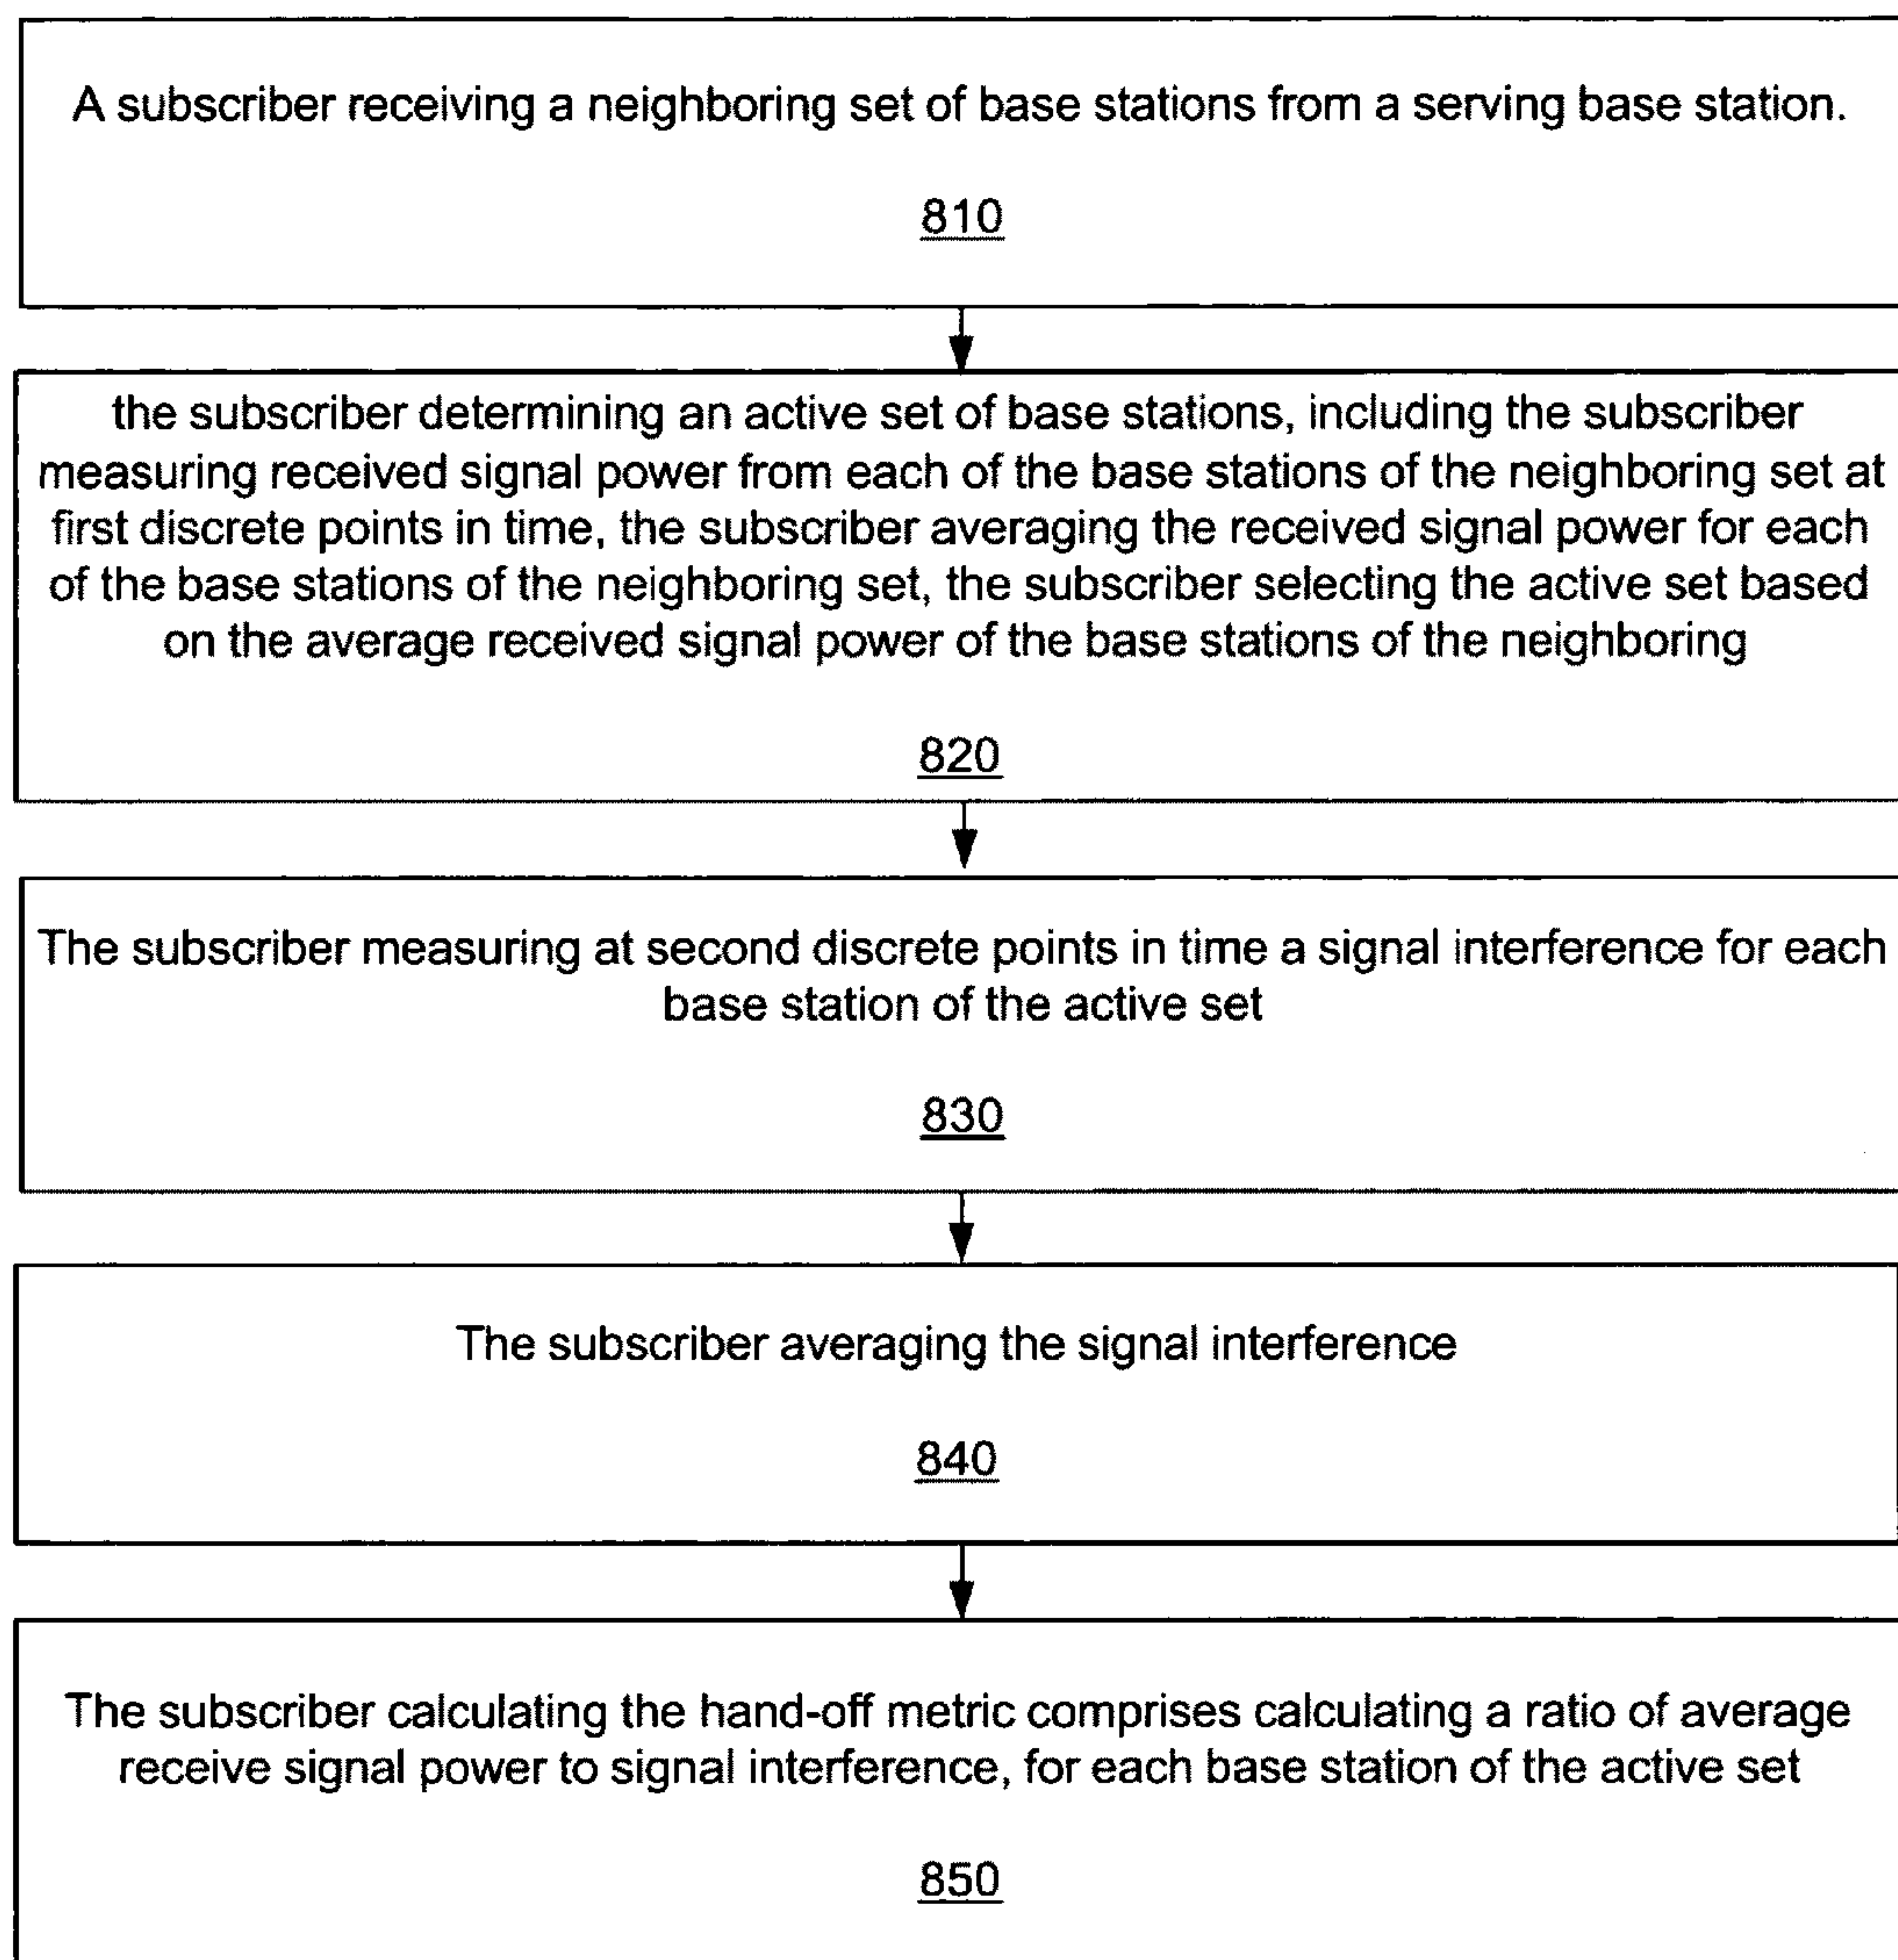 A subscriber receiving a neighboring set of base stations from a serving base station.
810
the subscriber determining an active set of base stations, including the subscriber
measuring received signal power from each of the base stations of the neighboring set at
first discrete points in time, the subscriber averaging the received signal power for each
of the base stations of the neighboring set, the subscriber selecting the active set based
on the average received signal power of the base stations of the neighboring
820
The subscriber measuring at second discrete points in time a signal interference for each
base station of the active set
830
The subscriber averaging the signal interference
840
The subscriber calculating the hand-off metric comprises calculating a ratio of average
receive signal power to signal interference, for each base station of the active set
850